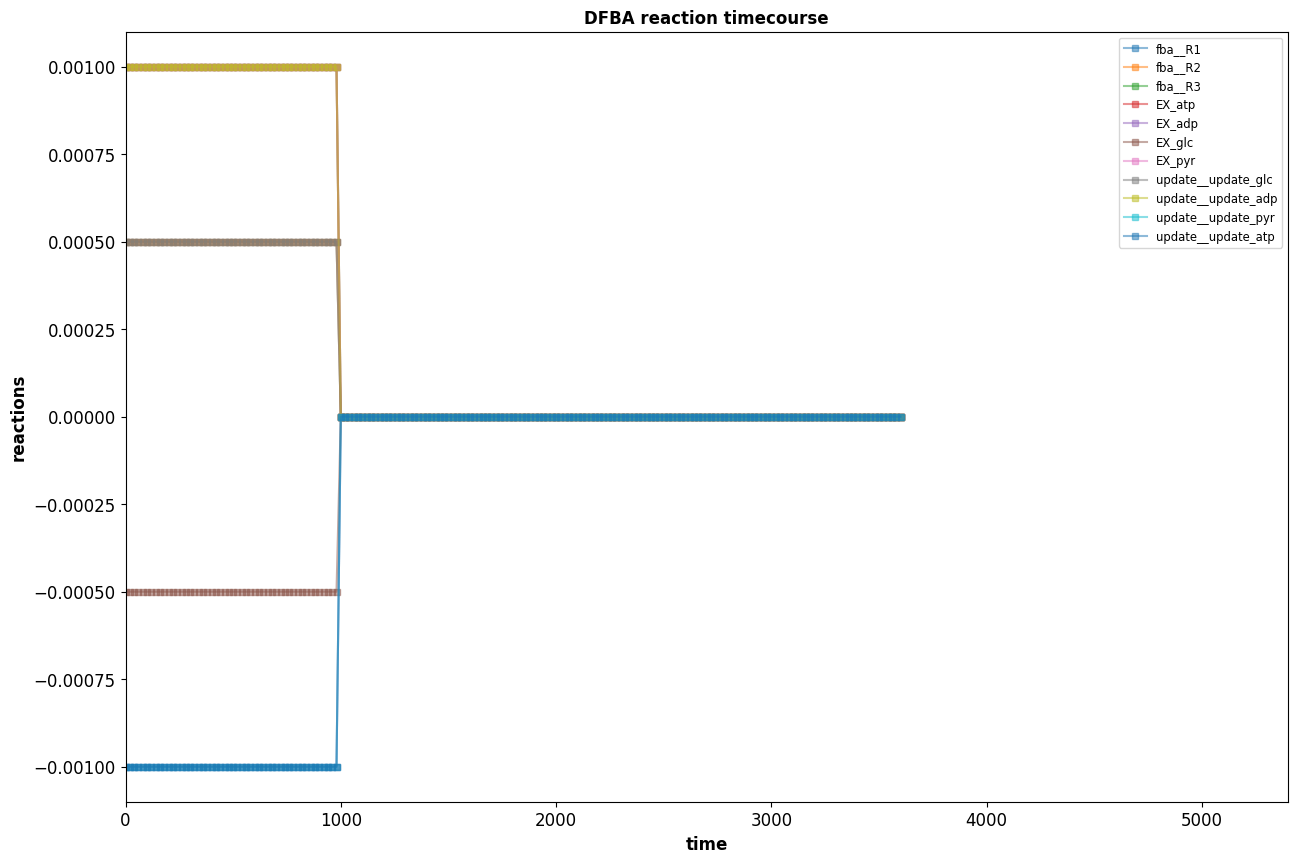 DFBA reaction timecourse
0.00100
0.00075
0.00050
0.00025
0.00000
−0.00025
−0.00050
−0.00075
−0.00100
reactions
0 1000 2000 3000 4000 5000
time
fba__R1
fba__R2
fba__R3
EX_atp
EX_adp
EX_glc
EX_pyr
update__update_glc
update__update_adp
update__update_pyr
update__update_atp